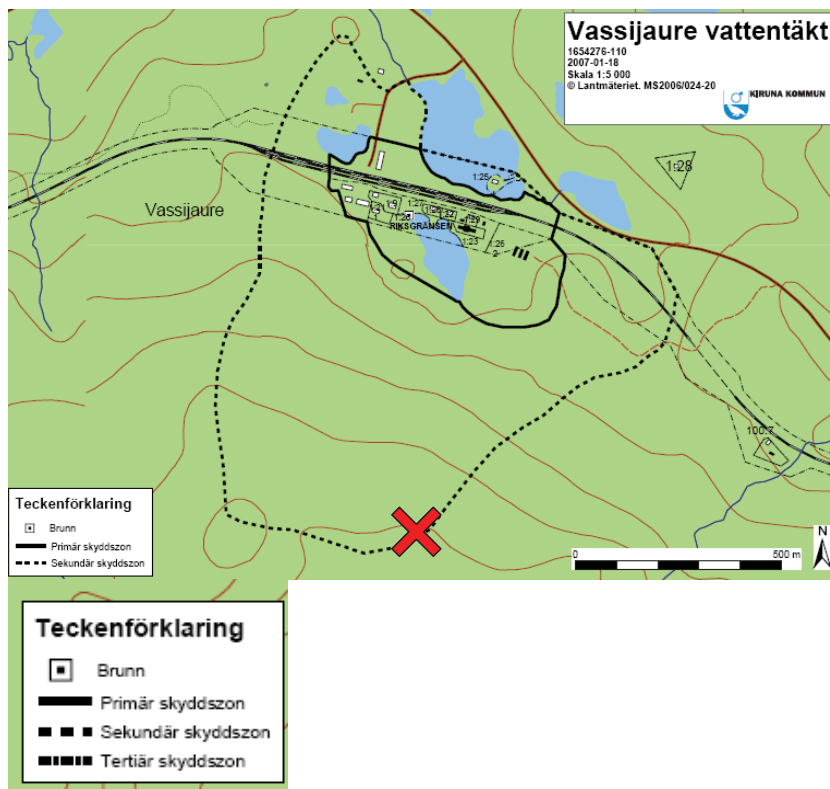 Vassijaure vattentäkt
1654276-110
2007-01-18
Skala 1:5 000
© Lantmäteriet. MS2006/024-20
KIRUNA KOMMUN
1:28
Vassijaure
1:25
1:27
RIKSGRÄNSEN
1:23
1:26
2
100:7
Teckenförklaring
Brunn
Primär skyddszon
Sekundär skyddszon
0
500 m
N
Teckenförklaring
Brunn
Primär skyddszon
Sekundär skyddszon
Tertiär skyddszon